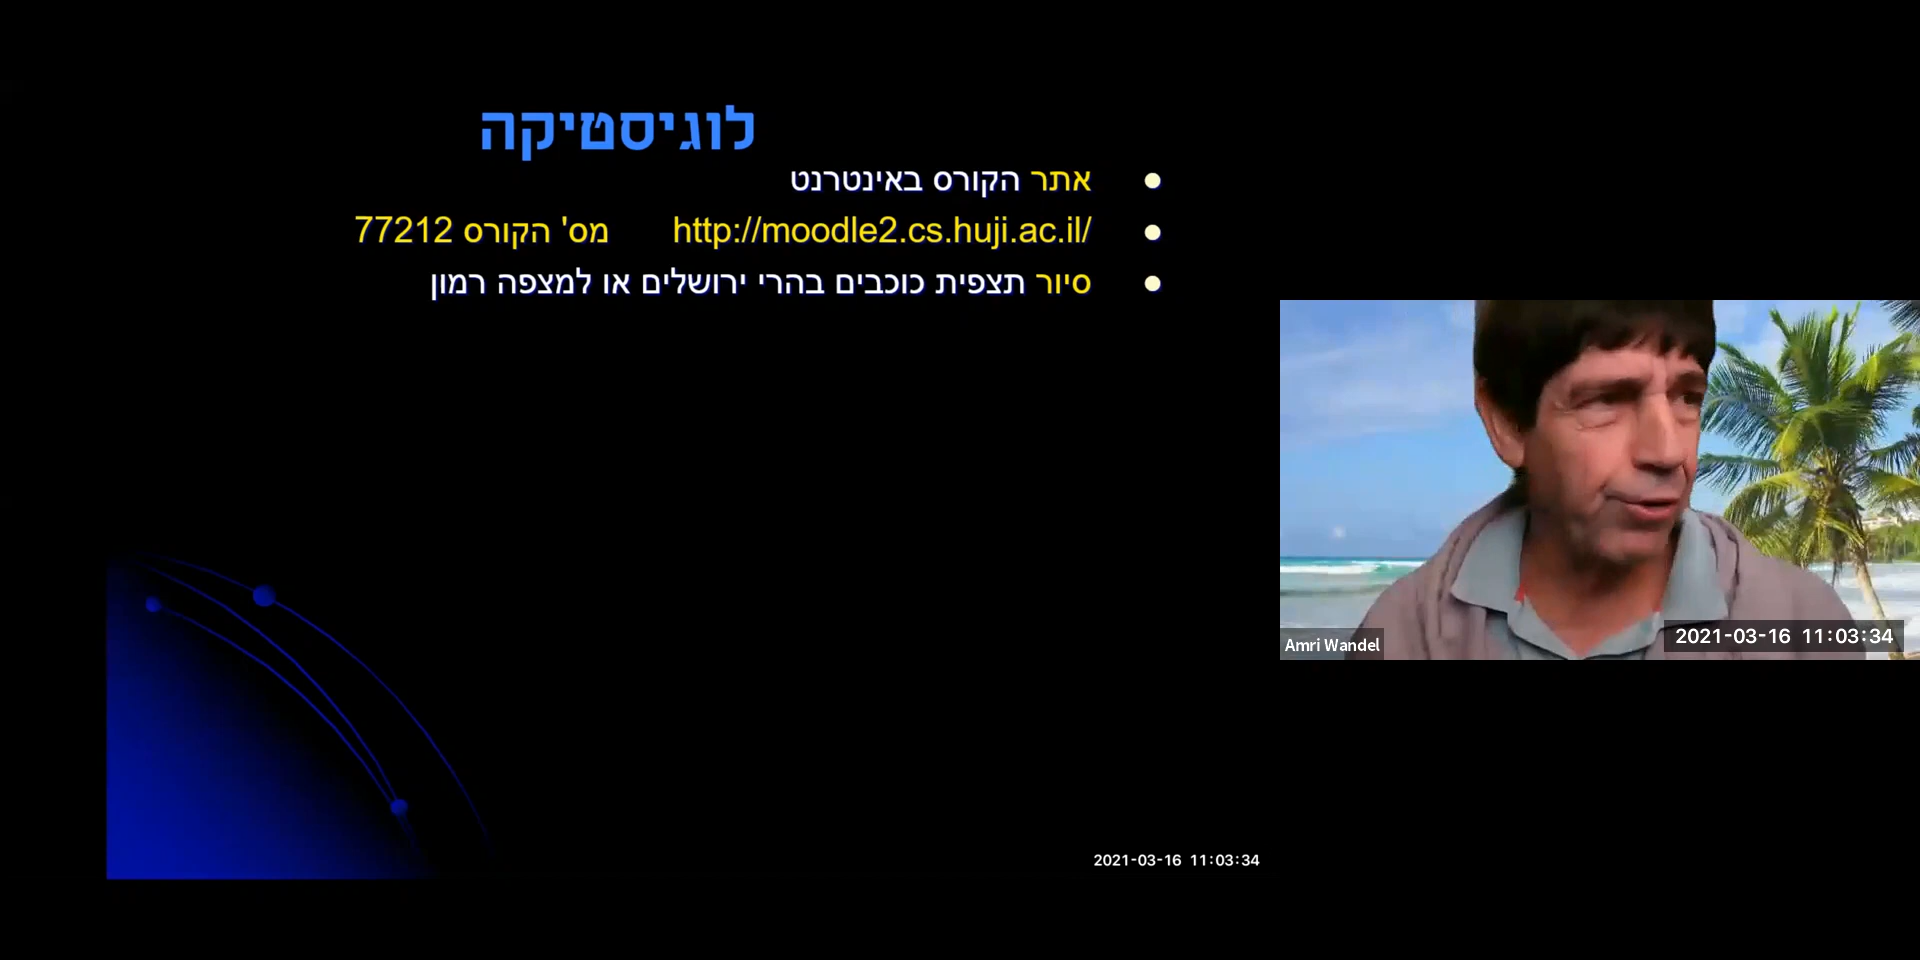 לוגיסטיקה
אתר הקורס באינטרנט
http://moodle2.cs.huji.ac.il/ מס' הקורס 77212
סיור תצפית כוכבים בהרי ירושלים או למצפה רמון
Amri Wandel
2021-03-16 11:03:34
2021-03-16 11:03:34